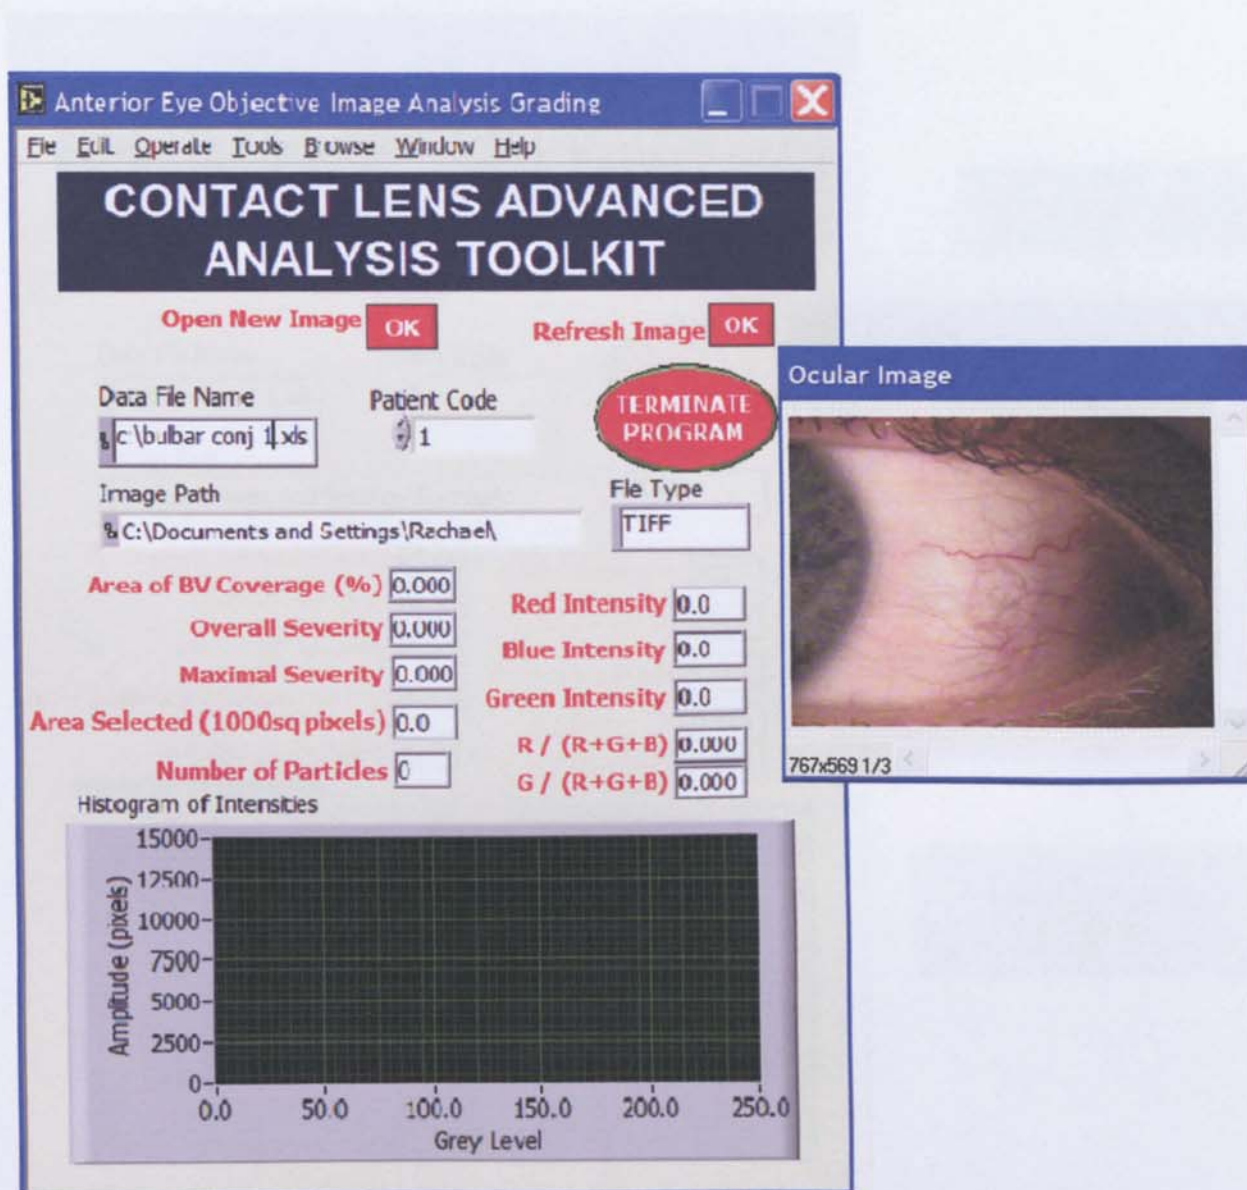 Anterior Eye Objective Image Analysis Grading
File Edit Operate Tools Browse Window Help
CONTACT LENS ADVANCED
ANALYSIS TOOLKIT
Open New Image OK
Refresh Image OK
Data File Name
c:\bulbar conj 1.xls
Patient Code
1
TERMINATE
PROGRAM
Image Path
C:\Documents and Settings\Rachael\
File Type
TIFF
Area of BV Coverage (%) 0.000
Overall Severity 0.000
Maximal Severity 0.000
Area Selected (1000sq pixels) 0.0
Number of Particles 0
Red Intensity 0.0
Blue Intensity 0.0
Green Intensity 0.0
R / (R+G+B) 0.000
G / (R+G+B) 0.000
Ocular Image
767x569 1/3
Histogram of Intensities
Amplitude (pixels)
15000
12500
10000
7500
5000
2500
0
0.0 50.0 100.0 150.0 200.0 250.0
Grey Level